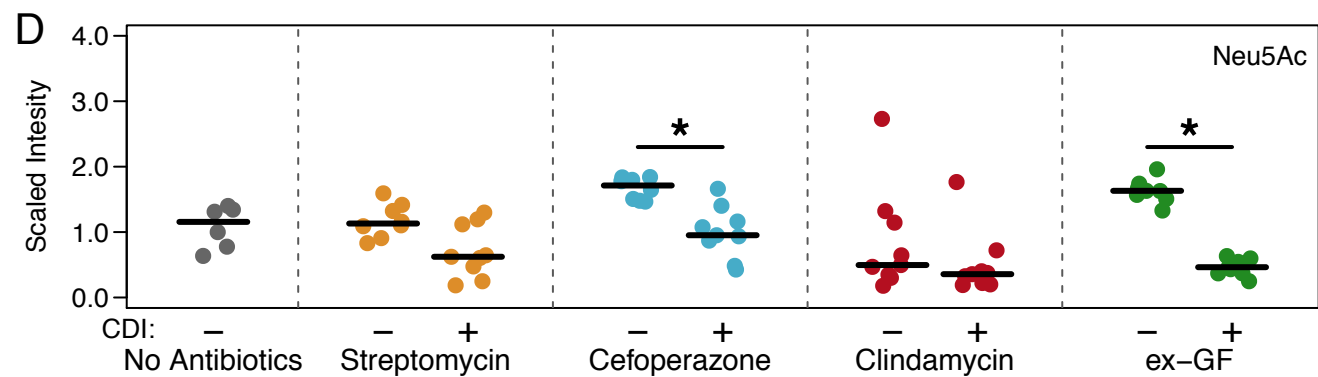 D
Scaled Intesity
4.0
3.0
2.0
1.0
0.0
Neu5Ac
* *
CDI: − − + − + − + − +
No Antibiotics Streptomycin Cefoperazone Clindamycin ex−GF